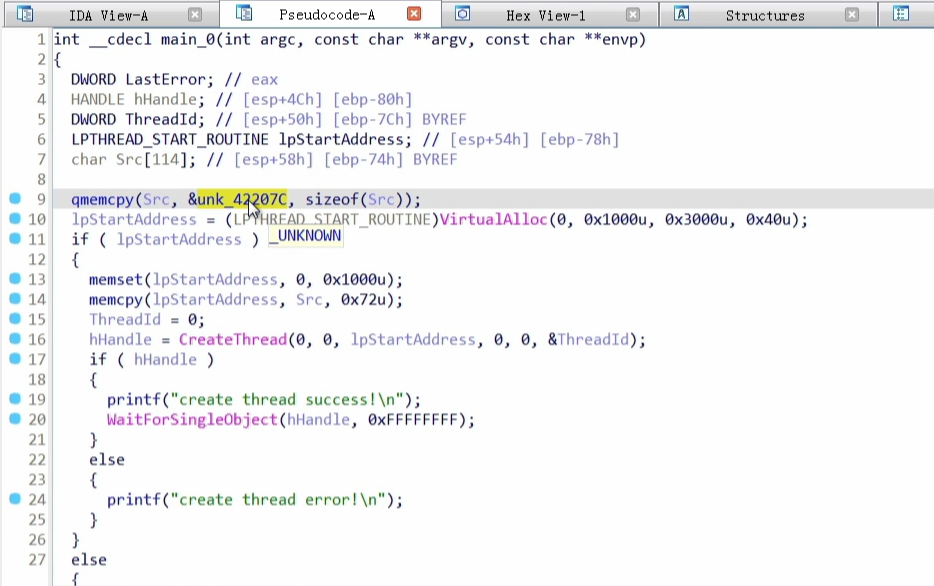 IDA View-A Pseudocode-A Hex View-1 Structures
1 int __cdecl main_0(int argc, const char **argv, const char **envp)
2 {
3 DWORD LastError; // eax
4 HANDLE hHandle; // [esp+4Ch] [ebp-80h]
5 DWORD ThreadId; // [esp+50h] [ebp-7Ch] BYREF
6 LPTHREAD_START_ROUTINE lpStartAddress; // [esp+54h] [ebp-78h]
7 char Src[114]; // [esp+58h] [ebp-74h] BYREF
8
9 qmemcpy(Src, &unk_42207C, sizeof(Src));
10 lpStartAddress = (LPTHREAD_START_ROUTINE)VirtualAlloc(0, 0x1000u, 0x3000u, 0x40u);
11 if ( lpStartAddress )
_UNKNOWN
12 {
13 memset(lpStartAddress, 0, 0x1000u);
14 memcpy(lpStartAddress, Src, 0x72u);
15 ThreadId = 0;
16 hHandle = CreateThread(0, 0, lpStartAddress, 0, 0, &ThreadId);
17 if ( hHandle )
18 {
19 printf("create thread success!\n");
20 WaitForSingleObject(hHandle, 0xFFFFFFFF);
21 }
22 else
23 {
24 printf("create thread error!\n");
25 }
26 }
27 else
{